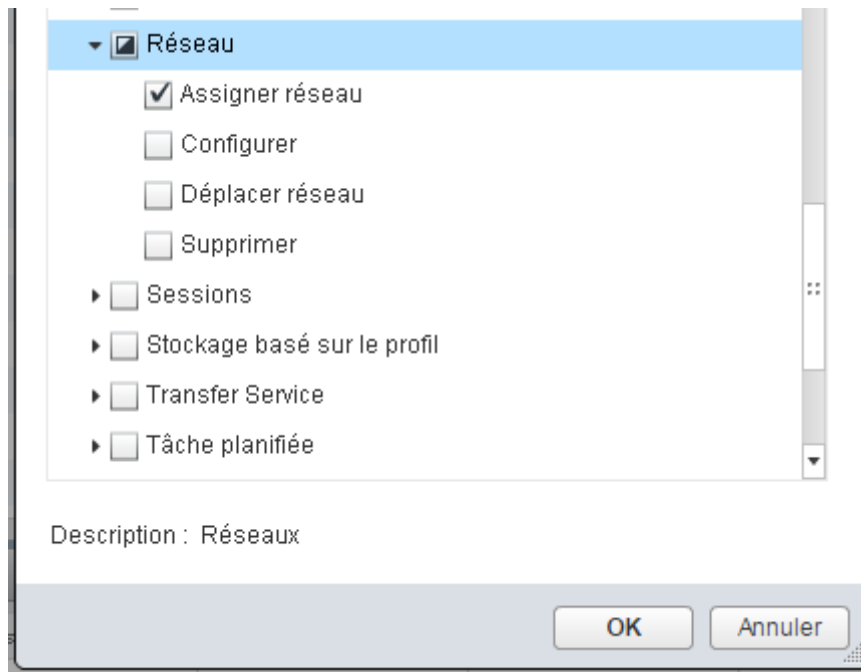 Réseau
Assigner réseau
Configurer
Déplacer réseau
Supprimer
Sessions
Stockage basé sur le profil
Transfer Service
Tâche planifiée
Description : Réseaux
OK Annuler